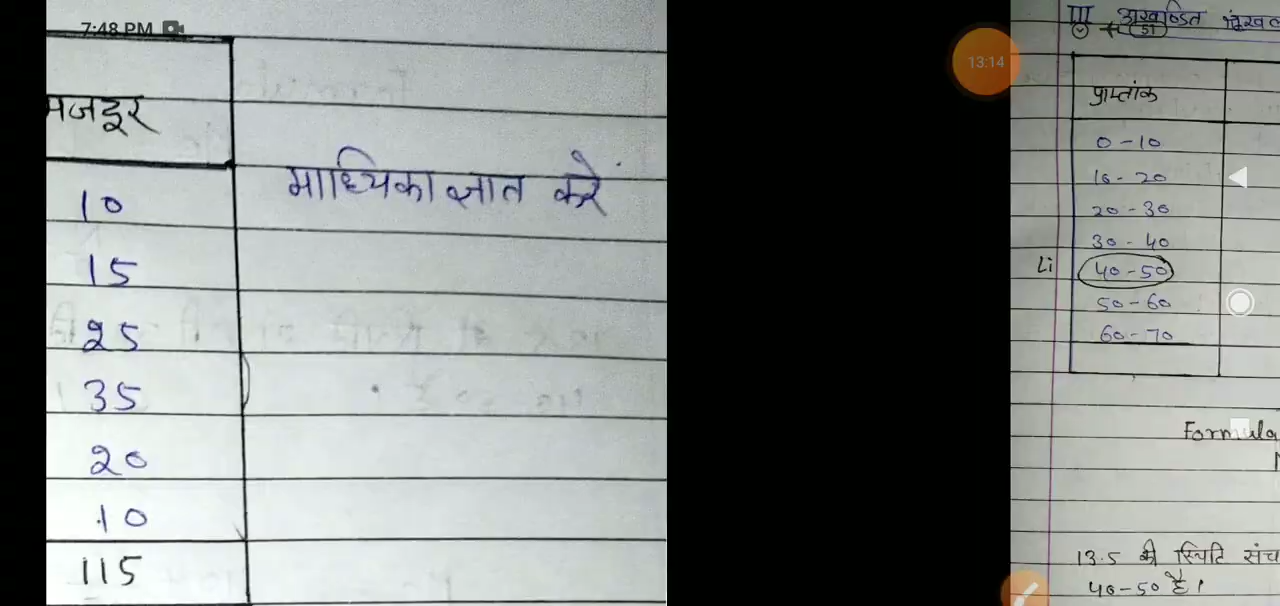 7:48 PM
मजदूर
माध्यिका ज्ञात करें
10
15
25
35
20
10
115
13:14
III अखण्डित
51
प्राप्तांक
0-10
10-20
20-30
30-40
Li 40-50
50-60
60-70
Formula
13.5 की स्थिति संच
40-50 है।